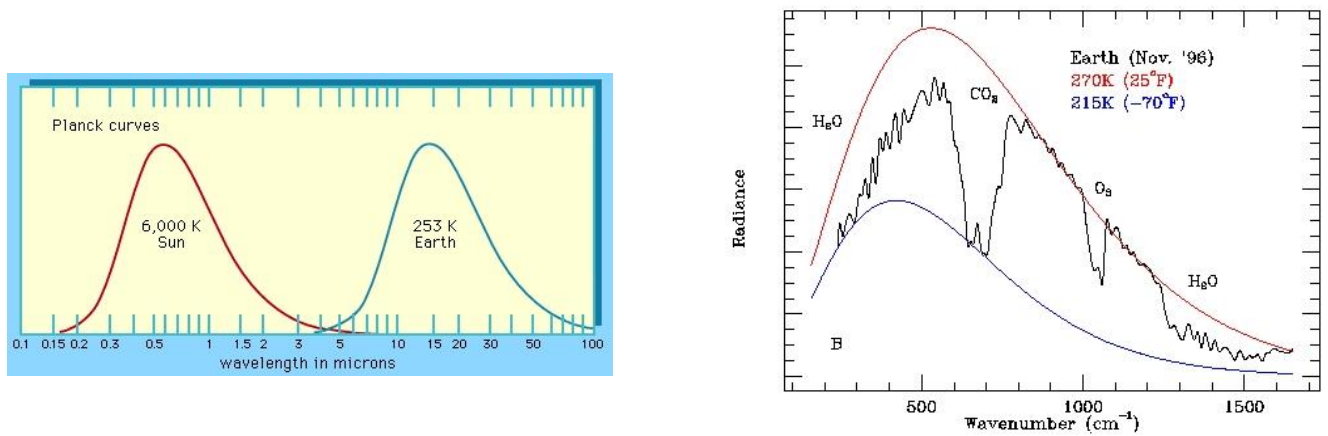 Planck curves
6,000 K
Sun
253 K
Earth
0.1 0.15 0.2 0.3 0.5 1 1.5 2 3 5 10 15 20 30 50 100
wavelength in microns
Earth (Nov. '96)
270K (25°F)
215K (-70°F)
CO₂
H₂O
O₃
H₂O
B
Radiance
500 1000 1500
Wavenumber (cm⁻¹)